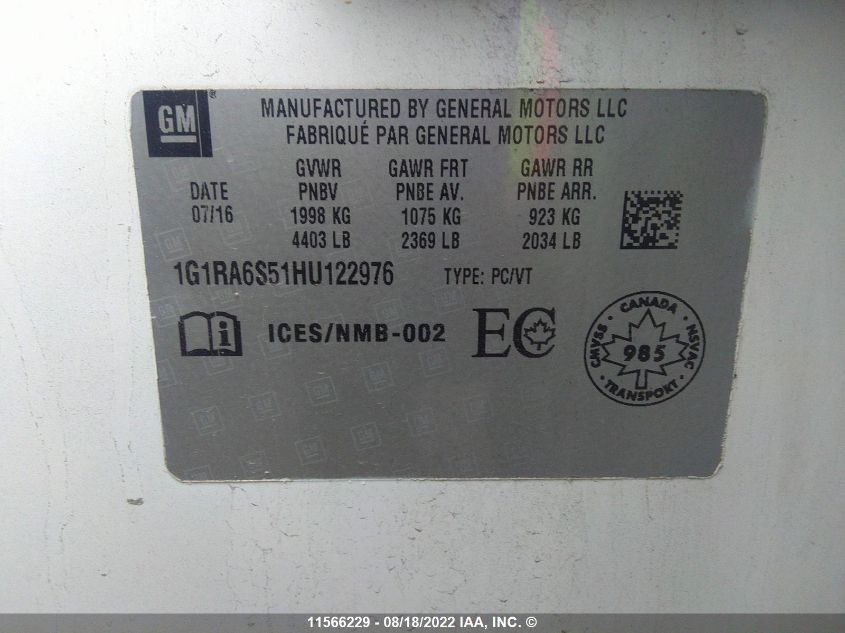 GM
MANUFACTURED BY GENERAL MOTORS LLC
FABRIQUÉ PAR GENERAL MOTORS LLC
GVWR GAWR FRT GAWR RR
DATE PNBV PNBE AV. PNBE ARR.
07/16 1998 KG 1075 KG 923 KG
4403 LB 2369 LB 2034 LB
1G1RA6S51HU122976 TYPE: PC/VT
ICES/NMB-002 EC
CANADA
CMVSS 985 NSVAC
TRANSPORT
11566229 - 08/18/2022 IAA, INC. ©